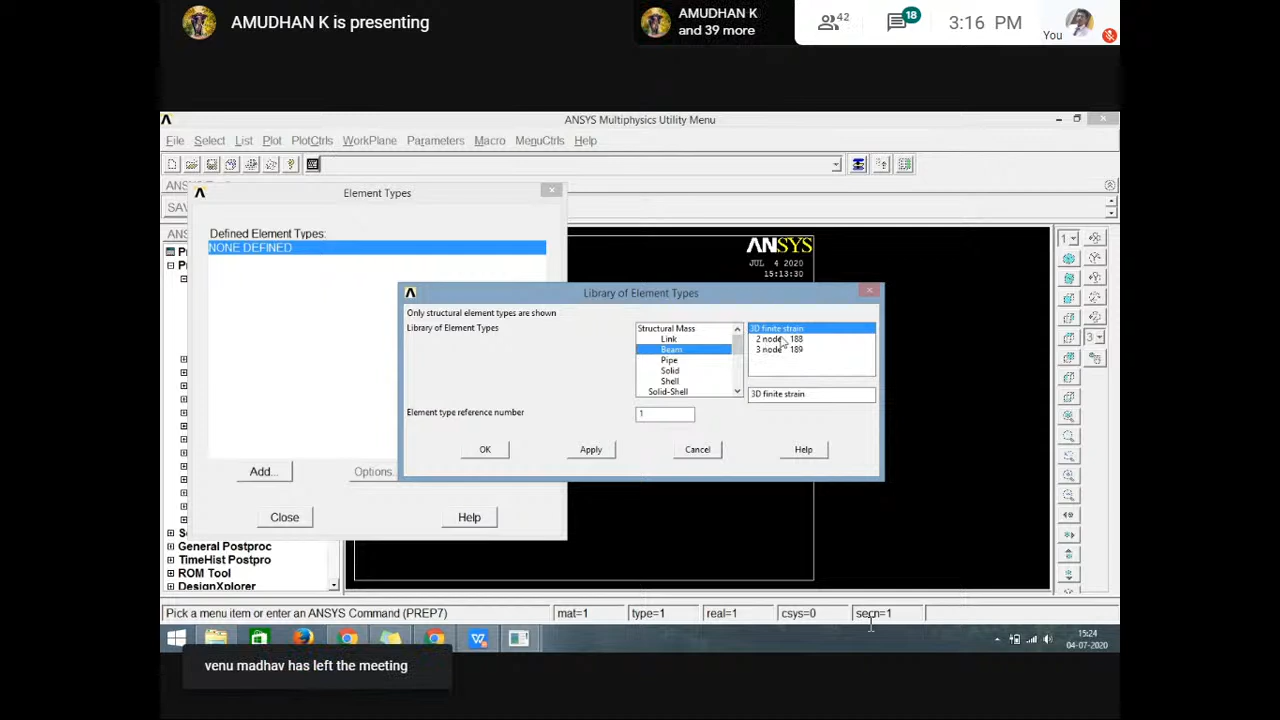 AMUDHAN K is presenting
AMUDHAN K
and 39 more
42
18
3:16 PM
You
ANSYS Multiphysics Utility Menu
File Select List Plot PlotCtrls WorkPlane Parameters Macro MenuCtrls Help
Element Types
Defined Element Types:
NONE DEFINED
Add...
Options..
Close
Help
ANSYS
JUL 4 2020
15:13:30
1
3
Library of Element Types
Only structural element types are shown
Library of Element Types
Structural Mass
Link
Beam
Pipe
Solid
Shell
Solid-Shell
3D finite strain
2 node 188
3 node 189
3D finite strain
Element type reference number
1
OK
Apply
Cancel
Help
General Postproc
TimeHist Postpro
ROM Tool
DesignXplorer
Pick a menu item or enter an ANSYS Command (PREP7)
mat=1
type=1
real=1
csys=0
secn=1
15:24
04-07-2020
venu madhav has left the meeting